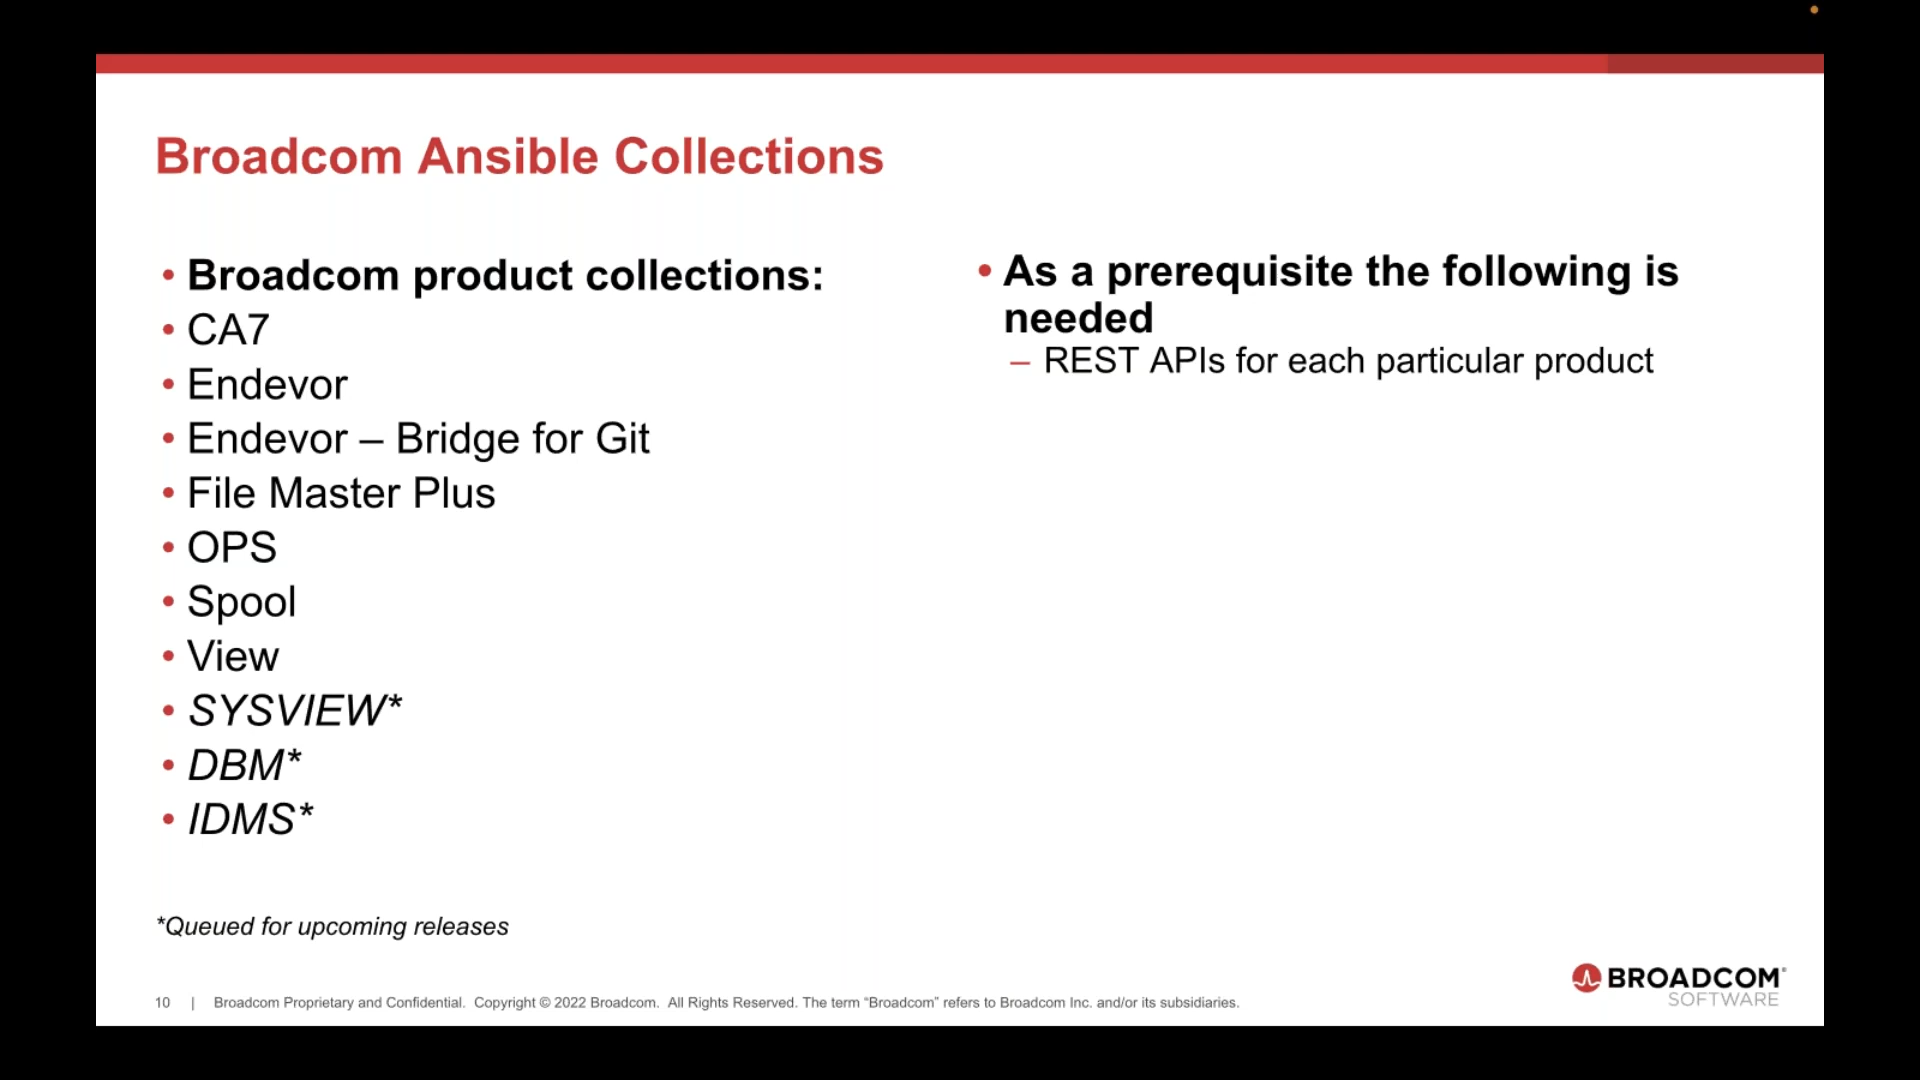 Broadcom Ansible Collections
• Broadcom product collections:
• CA7
• Endevor
• Endevor – Bridge for Git
• File Master Plus
• OPS
• Spool
• View
• SYSVIEW*
• DBM*
• IDMS*
*Queued for upcoming releases
• As a prerequisite the following is
needed
– REST APIs for each particular product
10 | Broadcom Proprietary and Confidential. Copyright © 2022 Broadcom. All Rights Reserved. The term “Broadcom” refers to Broadcom Inc. and/or its subsidiaries.
BROADCOM®
SOFTWARE